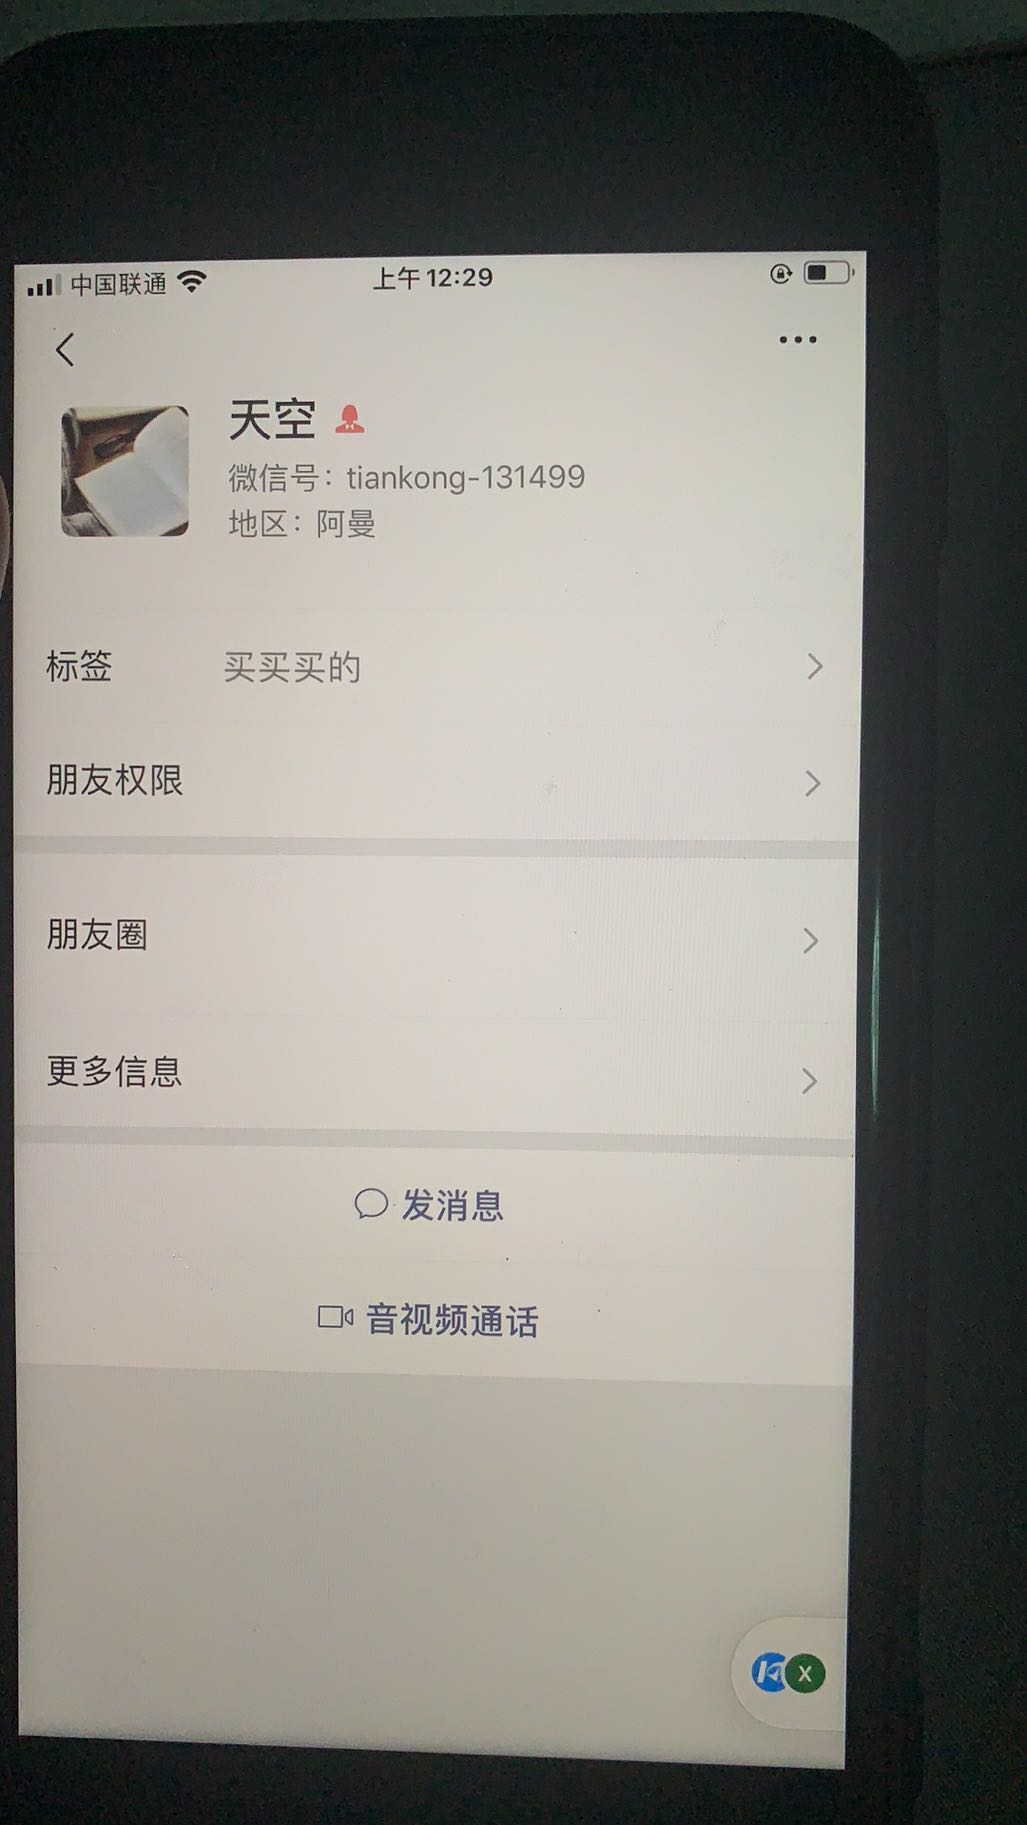 中国联通 上午12:29
天空
微信号：tiankong-131499
地区：阿曼
标签 买买买的
朋友权限
朋友圈
更多信息
发消息
音视频通话
X